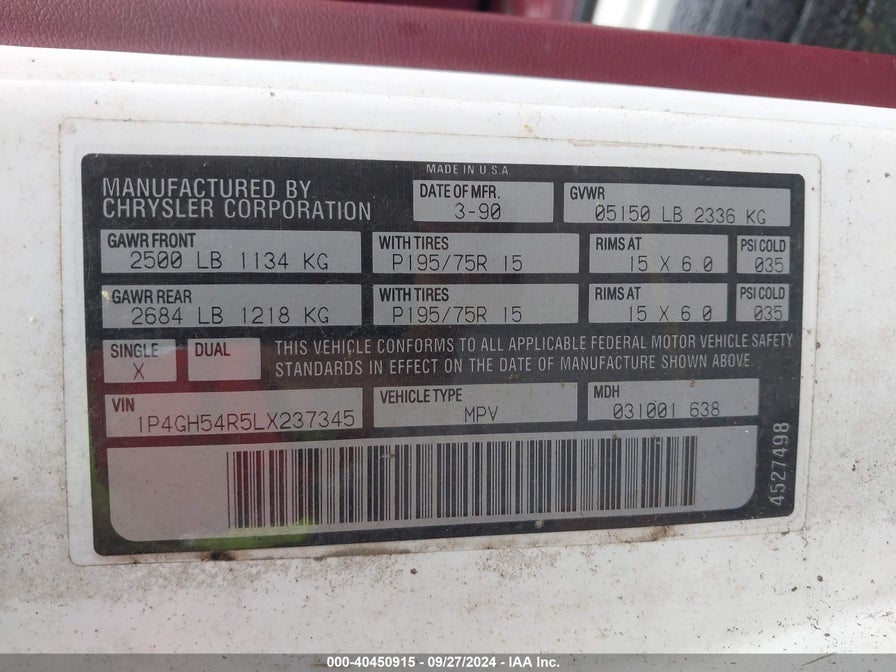 MADE IN U.S.A
MANUFACTURED BY
CHRYSLER CORPORATION
DATE OF MFR.
3-90
GVWR
05150 LB 2336 KG
GAWR FRONT
2500 LB 1134 KG
WITH TIRES
P195/75R 15
RIMS AT
15 X 6.0
PSI COLD
035
GAWR REAR
2684 LB 1218 KG
WITH TIRES
P195/75R 15
RIMS AT
15 X 6.0
PSI COLD
035
SINGLE
X
DUAL
THIS VEHICLE CONFORMS TO ALL APPLICABLE FEDERAL MOTOR VEHICLE SAFETY
STANDARDS IN EFFECT ON THE DATE OF MANUFACTURE SHOWN ABOVE.
VIN
1P4GH54R5LX237345
VEHICLE TYPE
MPV
MDH
031001 638
4527498
000-40450915 - 09/27/2024 - IAA Inc.